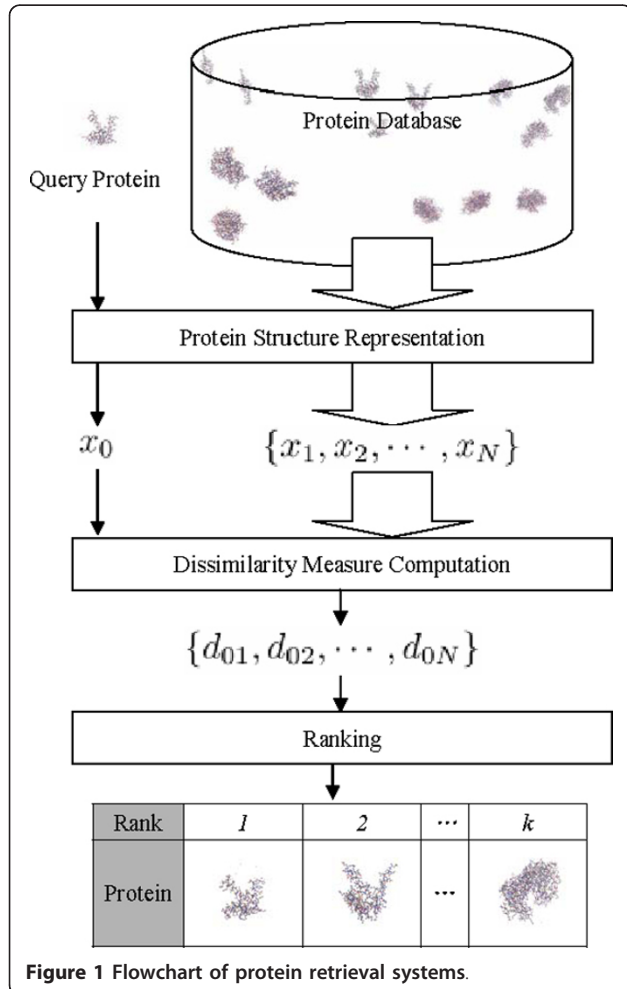 Protein Database
Query Protein
Protein Structure Representation
x₀ {x₁, x₂, ⋯ , x_N}
Dissimilarity Measure Computation
{d₀₁, d₀₂, ⋯ , d₀N}
Ranking
Rank 1 2 ... k
Protein ...
Figure 1 Flowchart of protein retrieval systems.